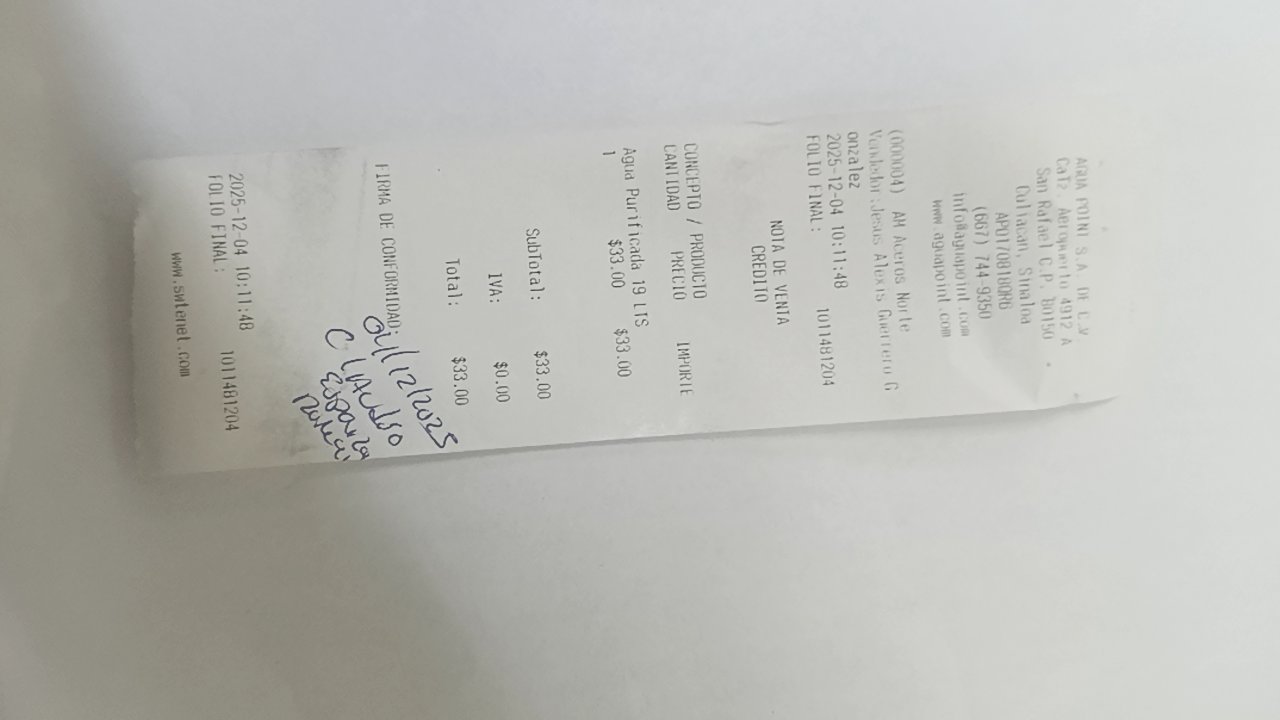 AGUA POINT S.A. DE C.V
Calz. Aeropuerto 4912 A
San Rafael C.P. 80150
Culiacan, Sinaloa
APO1708180R6
(667) 744-9350
info@aguapoint.com
www.aguapoint.com
(000004) AM Aceros Norte
Vendedor:Jesus Alexis Guerrero G
onzalez
2025-12-04 10:11:48
FOLIO FINAL: 1011481204
NOTA DE VENTA
CREDITO
CONCEPTO / PRODUCTO
CANTIDAD PRECIO IMPORTE
Agua Purificada 19 LTS
1 $33.00 $33.00
SubTotal: $33.00
IVA: $0.00
Total: $33.00
FIRMA DE CONFORMIDAD:
04/12/2025
2025-12-04 10:11:48
FOLIO FINAL: 1011481204
www.swtenet.com